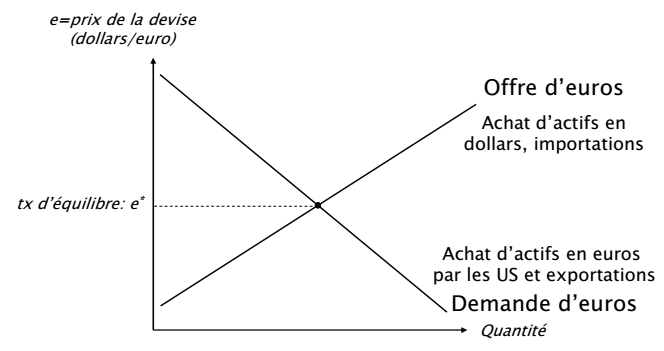 e=prix de la devise
(dollars/euro)
Offre d’euros
Achat d’actifs en
dollars, importations
tx d’équilibre: e*
Achat d’actifs en euros
par les US et exportations
Demande d’euros
Quantité